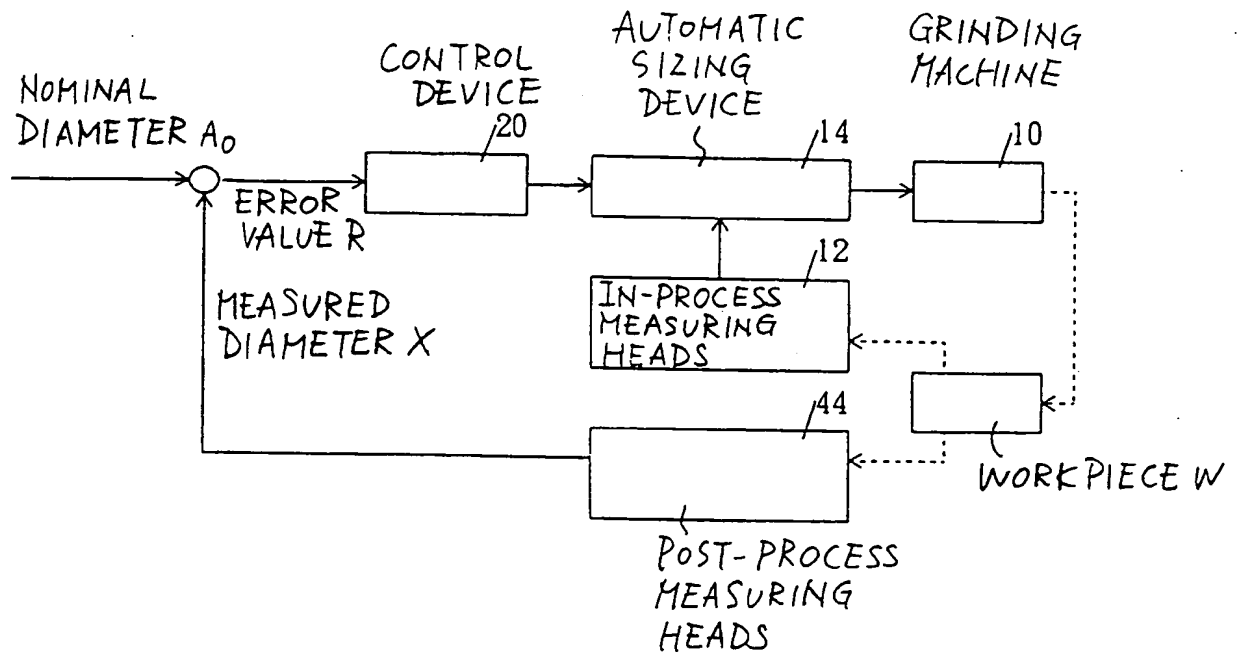 NOMINAL
DIAMETER A0
CONTROL
DEVICE
20
AUTOMATIC
SIZING
DEVICE
14
GRINDING
MACHINE
10
ERROR
VALUE R
12
IN-PROCESS
MEASURING
HEADS
MEASURED
DIAMETER X
44
WORKPIECE W
POST-PROCESS
MEASURING
HEADS